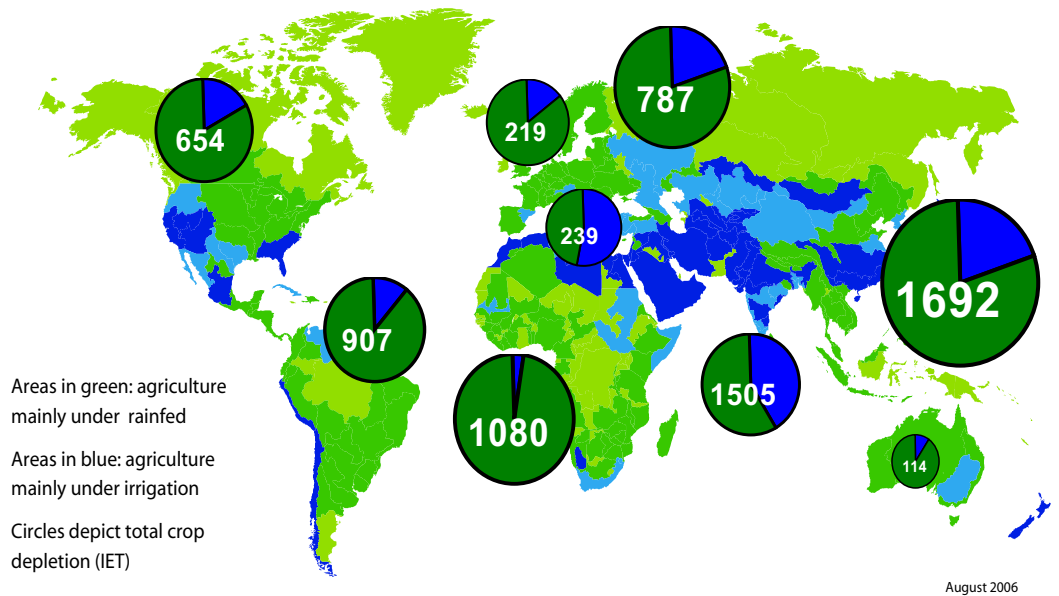 654
219
787
239
1692
907
1080
1505
114
Areas in green: agriculture
mainly under rainfed
Areas in blue: agriculture
mainly under irrigation
Circles depict total crop
depletion (IET)
August 2006